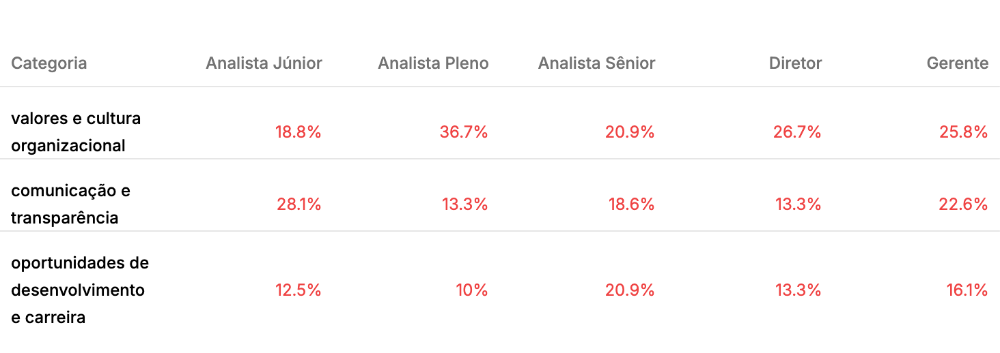 Categoria Analista Júnior Analista Pleno Analista Sênior Diretor Gerente
valores e cultura
organizacional 18.8% 36.7% 20.9% 26.7% 25.8%
comunicação e
transparência 28.1% 13.3% 18.6% 13.3% 22.6%
oportunidades de
desenvolvimento 12.5% 10% 20.9% 13.3% 16.1%
e carreira